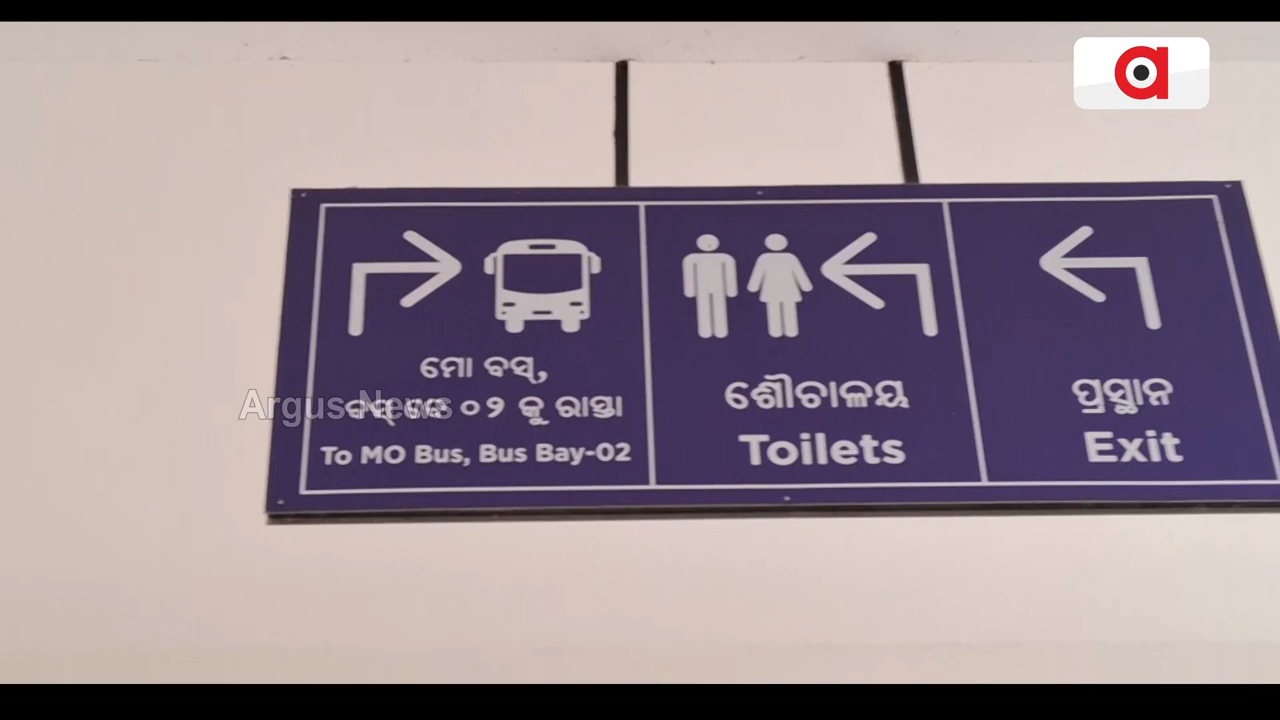 ମୋ ବସ୍,
୦୨ କୁ ରାସ୍ତା
To MO Bus, Bus Bay-02
ଶୌଚାଳୟ
Toilets
ପ୍ରସ୍ଥାନ
Exit
Argus News